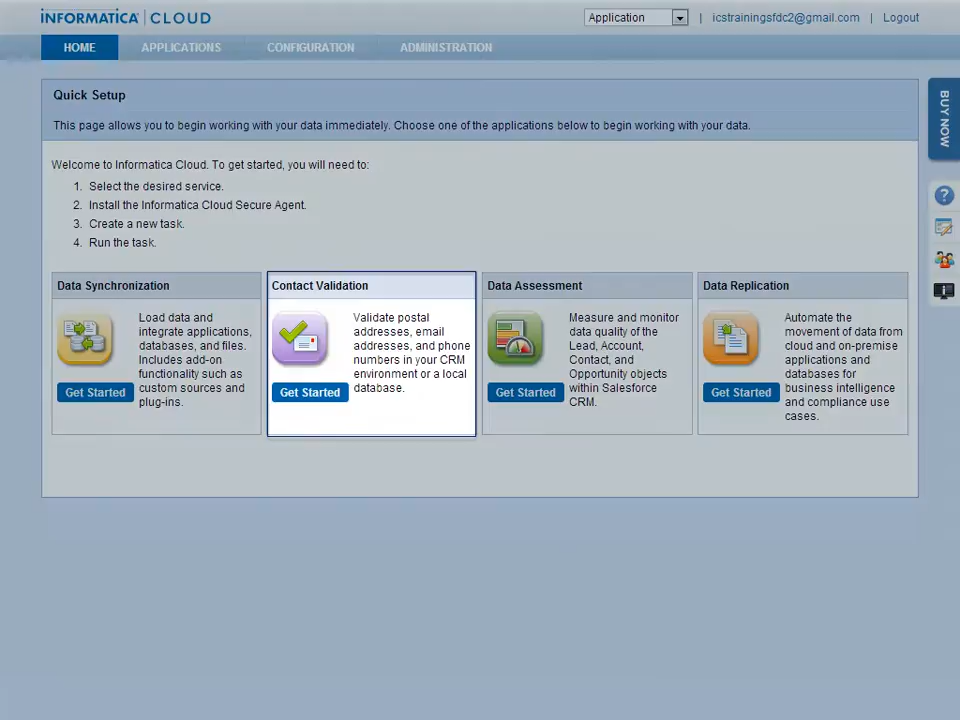 INFORMATICA | CLOUD
Application | icstrainingsfdc2@gmail.com | Logout
HOME APPLICATIONS CONFIGURATION ADMINISTRATION
BUY NOW
Quick Setup
This page allows you to begin working with your data immediately. Choose one of the applications below to begin working with your data.
Welcome to Informatica Cloud. To get started, you will need to:
1. Select the desired service.
2. Install the Informatica Cloud Secure Agent.
3. Create a new task.
4. Run the task.
Data Synchronization
Load data and
integrate applications,
databases, and files.
Includes add-on
functionality such as
custom sources and
plug-ins.
Get Started
Contact Validation
Validate postal
addresses, email
addresses, and phone
numbers in your CRM
environment or a local
database.
Get Started
Data Assessment
Measure and monitor
data quality of the
Lead, Account,
Contact, and
Opportunity objects
within Salesforce
CRM.
Get Started
Data Replication
Automate the
movement of data from
cloud and on-premise
applications and
databases for
business intelligence
and compliance use
cases.
Get Started